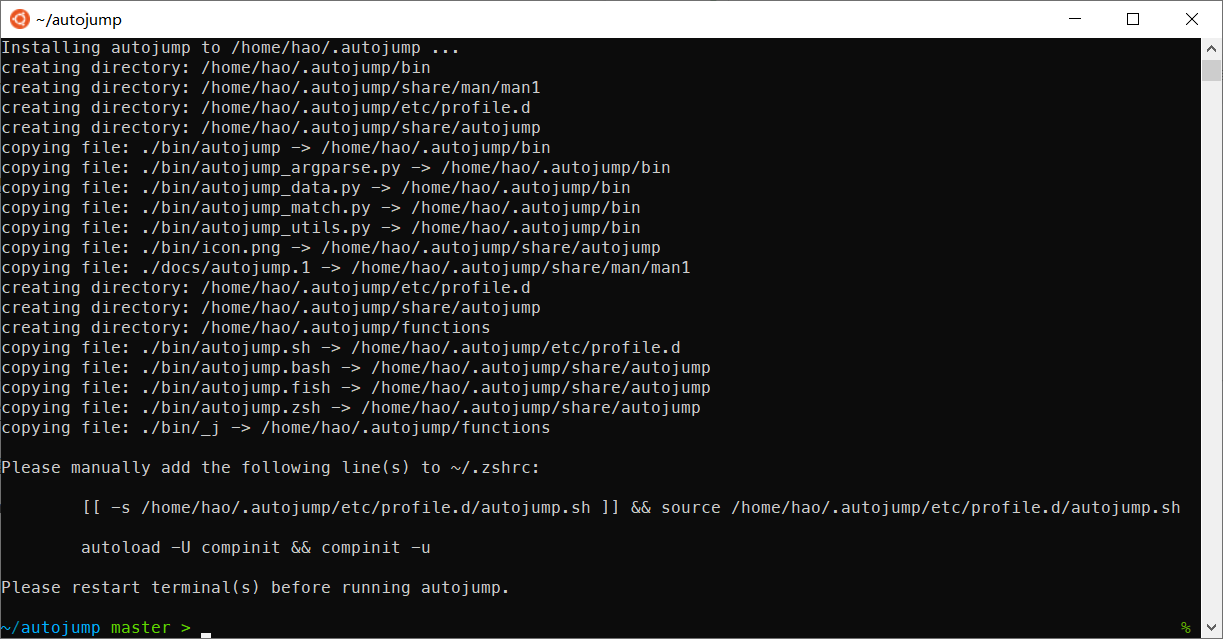 ~/autojump
Installing autojump to /home/hao/.autojump ...
creating directory: /home/hao/.autojump/bin
creating directory: /home/hao/.autojump/share/man/man1
creating directory: /home/hao/.autojump/etc/profile.d
creating directory: /home/hao/.autojump/share/autojump
copying file: ./bin/autojump -> /home/hao/.autojump/bin
copying file: ./bin/autojump_argparse.py -> /home/hao/.autojump/bin
copying file: ./bin/autojump_data.py -> /home/hao/.autojump/bin
copying file: ./bin/autojump_match.py -> /home/hao/.autojump/bin
copying file: ./bin/autojump_utils.py -> /home/hao/.autojump/bin
copying file: ./bin/icon.png -> /home/hao/.autojump/share/autojump
copying file: ./docs/autojump.1 -> /home/hao/.autojump/share/man/man1
creating directory: /home/hao/.autojump/etc/profile.d
creating directory: /home/hao/.autojump/share/autojump
creating directory: /home/hao/.autojump/functions
copying file: ./bin/autojump.sh -> /home/hao/.autojump/etc/profile.d
copying file: ./bin/autojump.bash -> /home/hao/.autojump/share/autojump
copying file: ./bin/autojump.fish -> /home/hao/.autojump/share/autojump
copying file: ./bin/autojump.zsh -> /home/hao/.autojump/share/autojump
copying file: ./bin/_j -> /home/hao/.autojump/functions
Please manually add the following line(s) to ~/.zshrc:
[[ -s /home/hao/.autojump/etc/profile.d/autojump.sh ]] && source /home/hao/.autojump/etc/profile.d/autojump.sh
autoload -U compinit && compinit -u
Please restart terminal(s) before running autojump.
~/autojump master > %